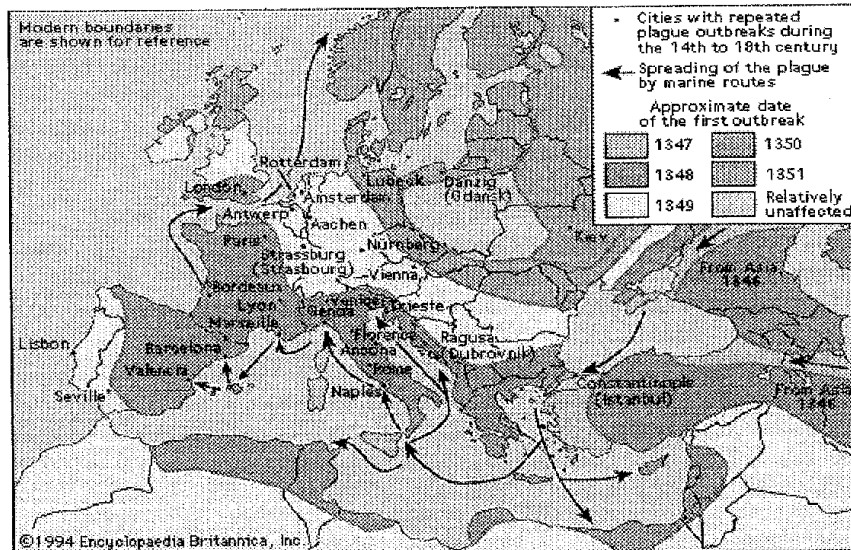 Modern boundaries
are shown for reference
Cities with repeated
plague outbreaks during
the 14th to 18th century
Spreading of the plague
by marine routes
Approximate date
of the first outbreak
1347
1350
1348
1351
1349
Relatively
unaffected
Rotterdam
London
Amsterdam
Lubeck
Danzig
(Gdansk)
Antwerp
Aachen
Paris
Nürnberg
Kiev
Strassburg
(Strasbourg)
Vienna
From Asia
1346
Bordeaux
Lyon
Venice
Trieste
Genoa
Marseille
Florence
Ragusa
(Dubrovnik)
Lisbon
Barcelona
Ancona
Rome
Valencia
Constantinople
(Istanbul)
From Asia
1346
Seville
Naples
©1994 Encyclopaedia Britannica, Inc.